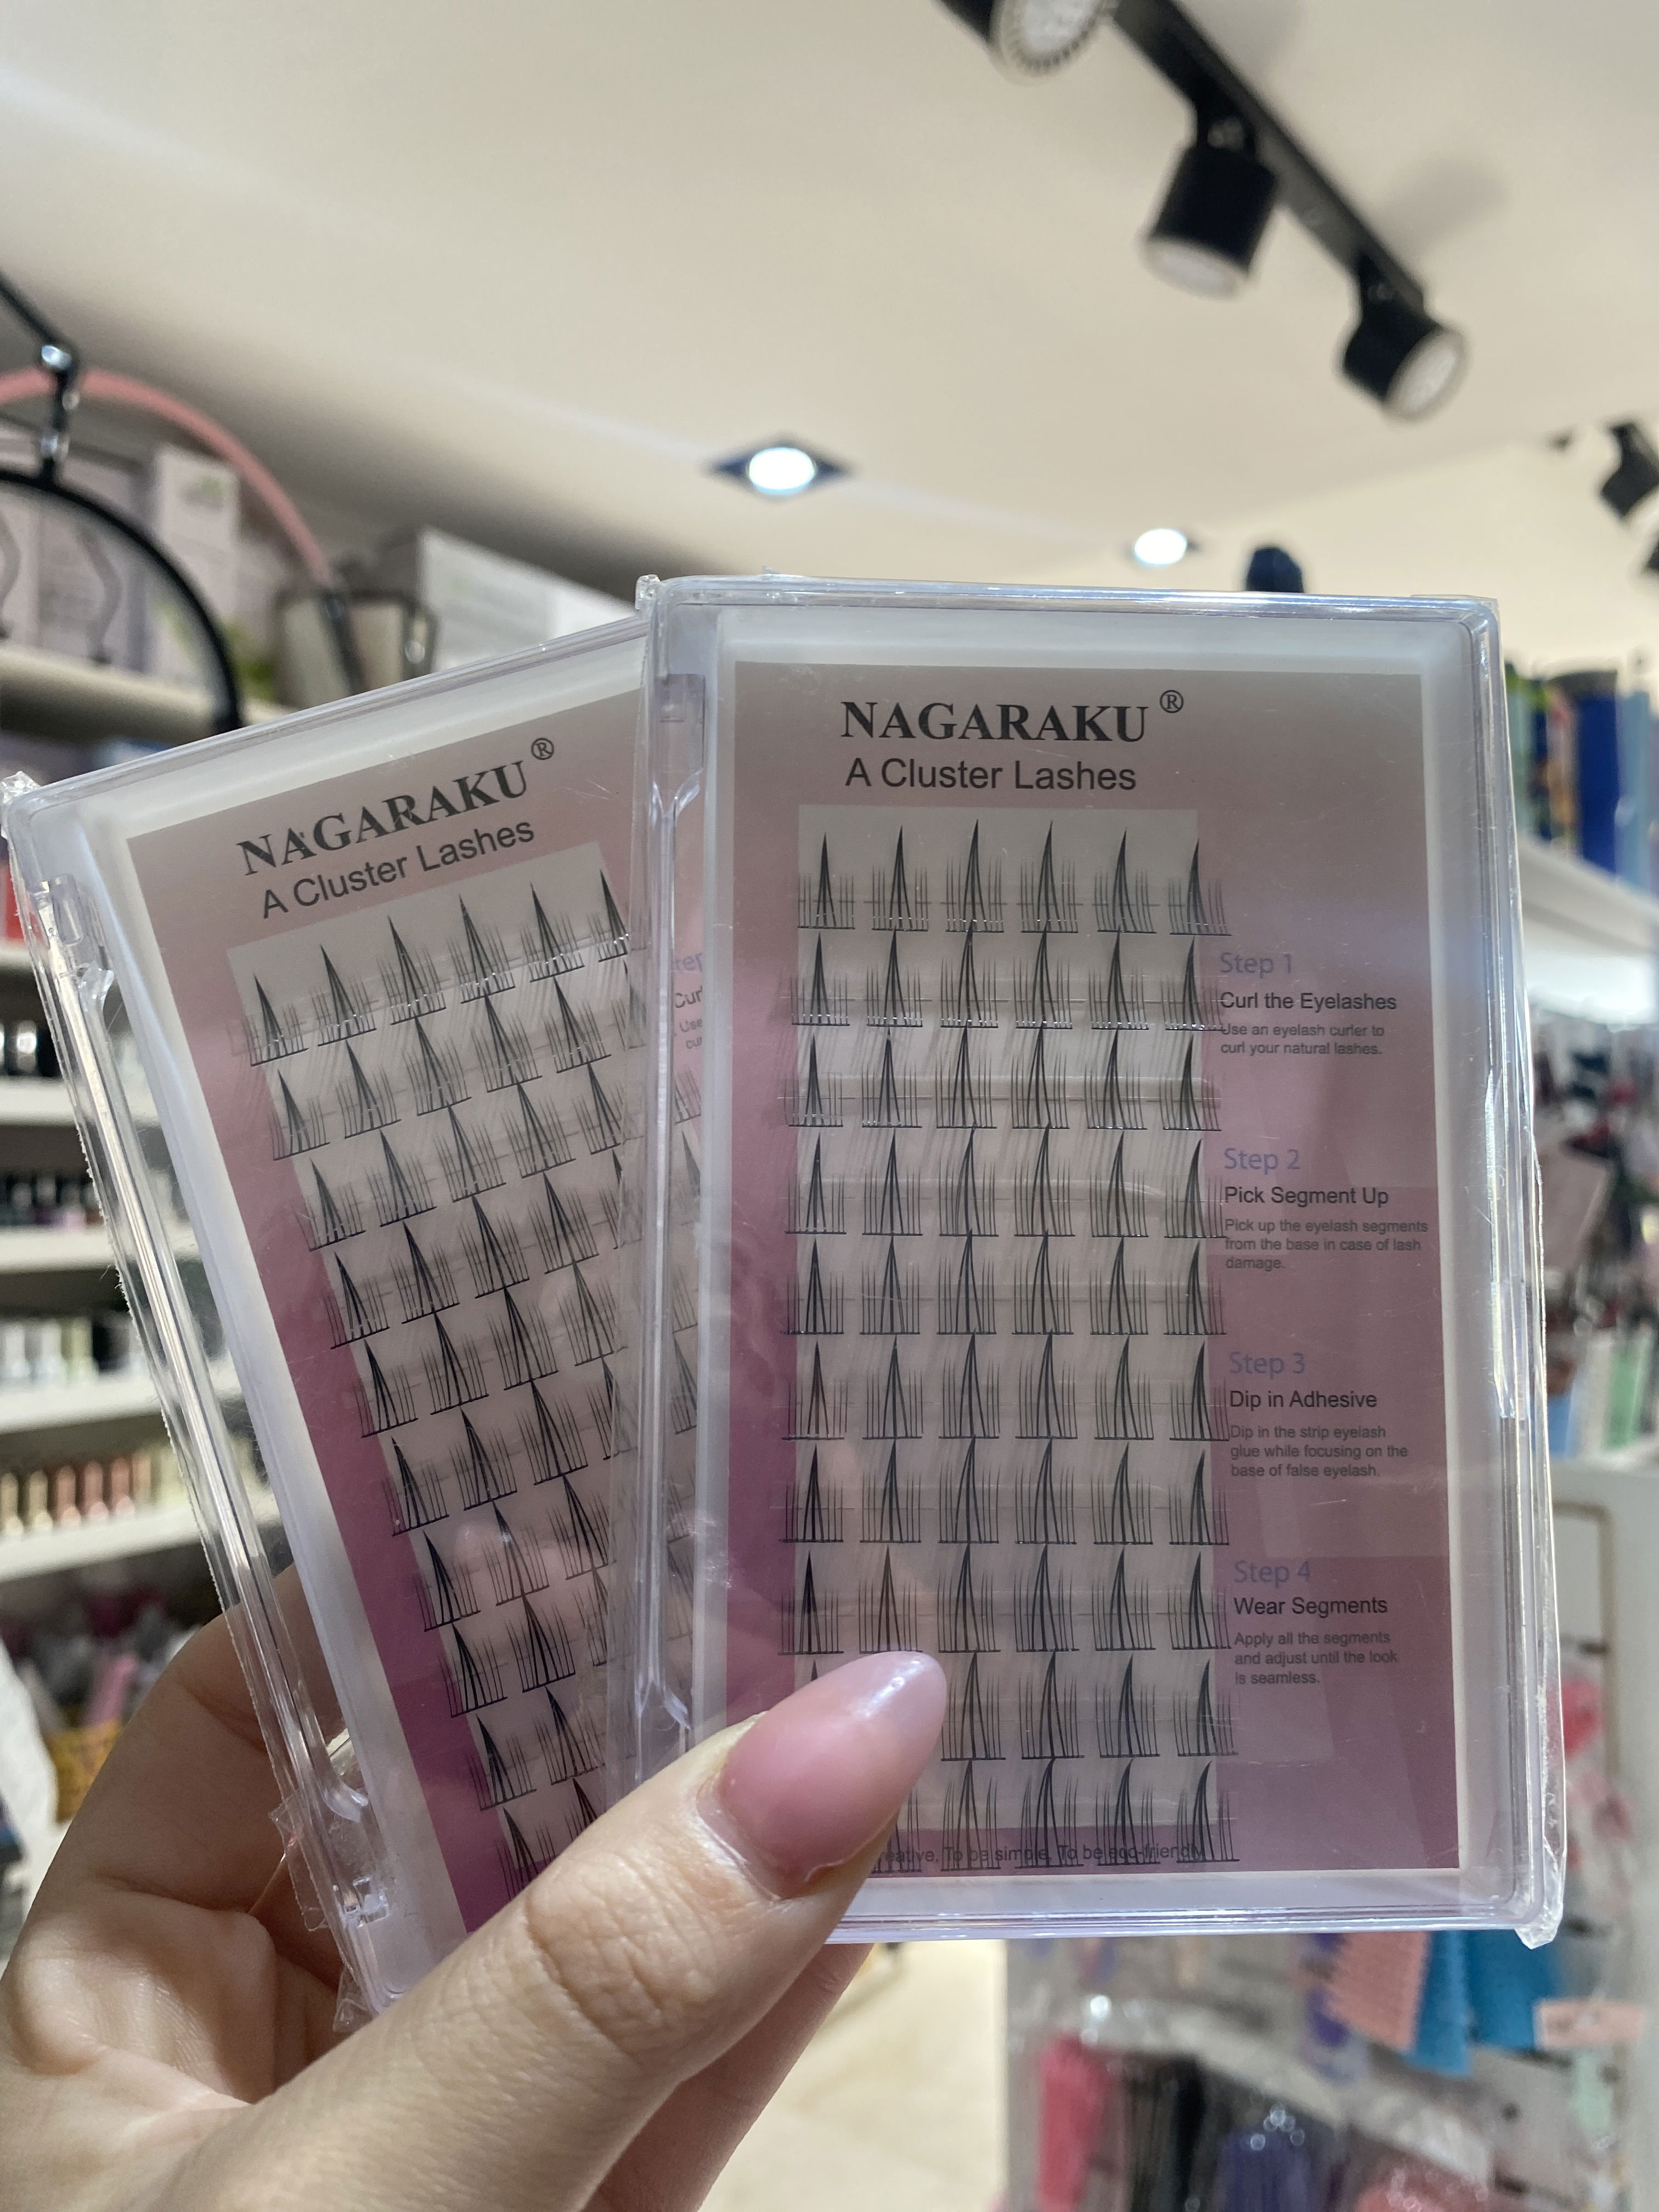 NAGARAKU®
A Cluster Lashes
NAGARAKU®
A Cluster Lashes
Step 1
Curl the Eyelashes
Use an eyelash curler to
curl your natural lashes.
Step 2
Pick Segment Up
Pick up the eyelash segments
from the base in case of lash
damage.
Step 3
Dip in Adhesive
Dip in the strip eyelash
glue while focusing on the
base of false eyelash.
Step 4
Wear Segments
Apply all the segments
and adjust until the look
is seamless.
To be simple, To be eco-friendly